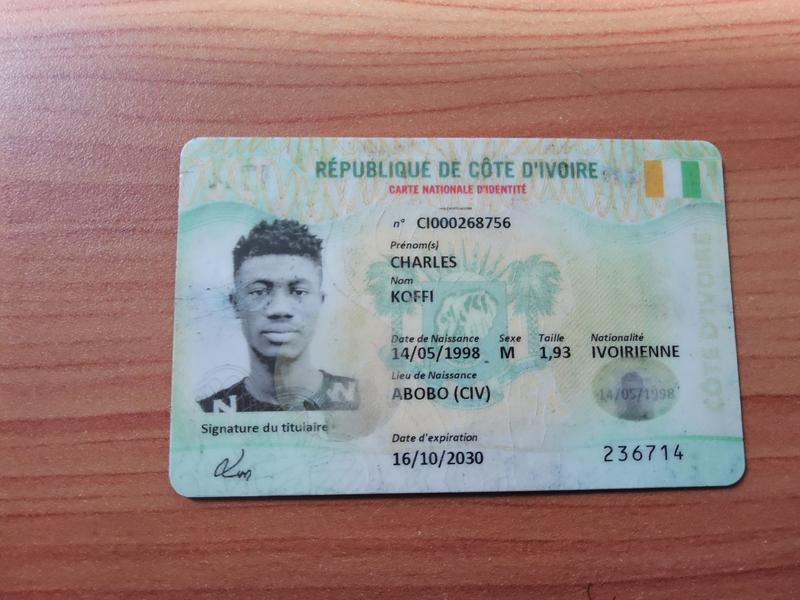 RÉPUBLIQUE DE CÔTE D'IVOIRE
CARTE NATIONALE D'IDENTITÉ
n° CI000268756
Prénom(s)
CHARLES
Nom
KOFFI
Date de Naissance Sexe Taille Nationalité
14/05/1998 M 1,93 IVOIRIENNE
Lieu de Naissance
ABOBO (CIV)
14/05/1998
Signature du titulaire
Date d'expiration
16/10/2030
236714
CÔTE D'IVOIRE
N
N